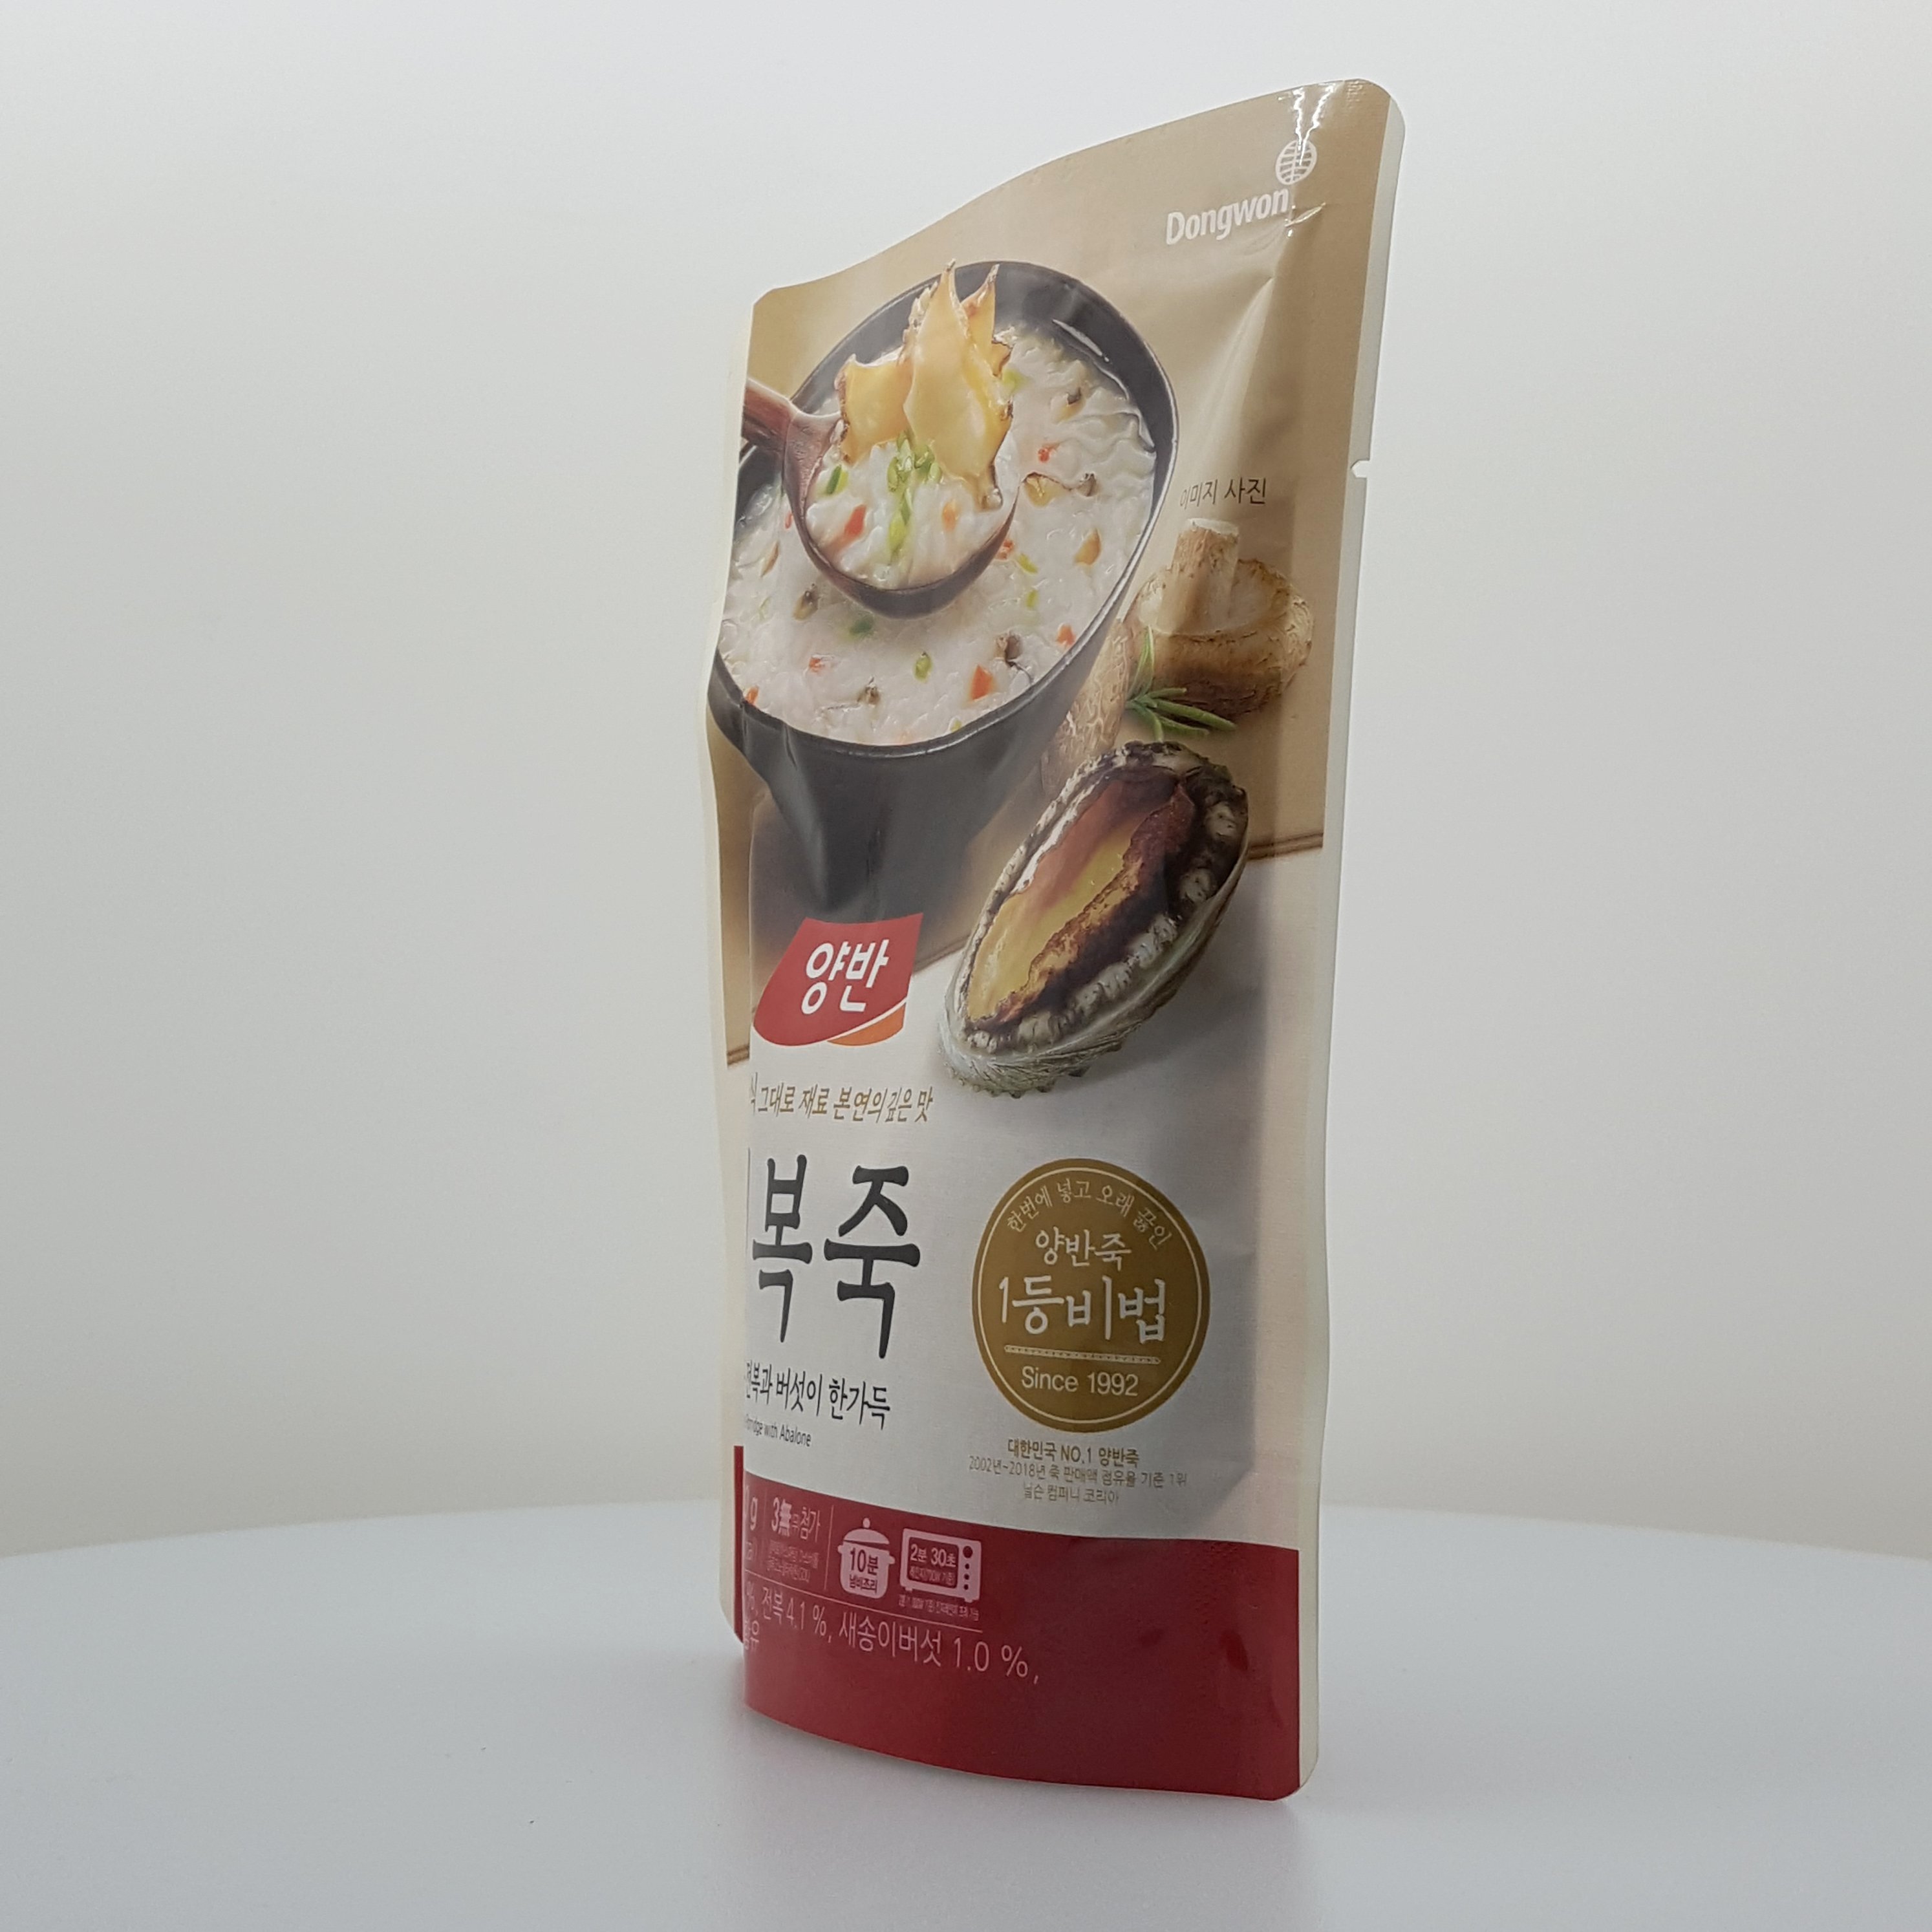 Dongwon
이미지 사진
양반
그대로 재료 본연의 깊은 맛
복죽
전복과 버섯이 한가득
with Abalone
한번에 넣고 오래 끓인
양반죽
1등비법
Since 1992
대한민국 NO.1 양반죽
2002년~2018년 죽 판매액 점유율 기준 1위
닐슨 컴퍼니 코리아
g
3無 첨가
10분
냄비조리
2분 30초
전복 4.1 %, 새송이버섯 1.0 %,